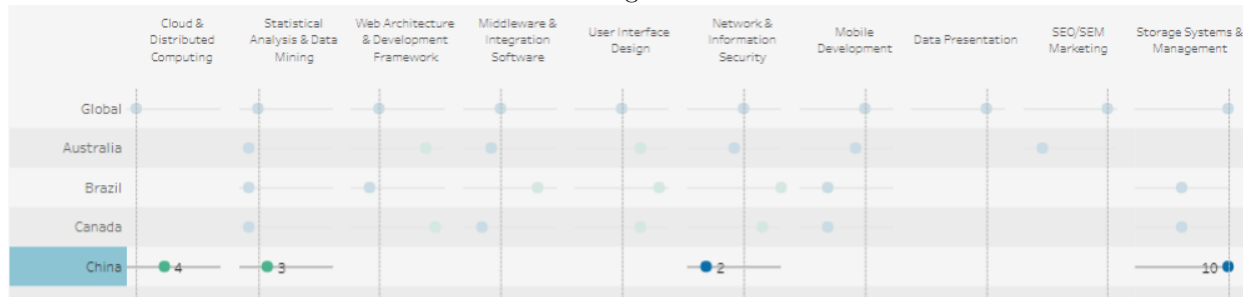 Cloud &
Distributed
Computing
Statistical
Analysis & Data
Mining
Web Architecture
& Development
Framework
Middleware &
Integration
Software
User Interface
Design
Network &
Information
Security
Mobile
Development
Data Presentation
SEO/SEM
Marketing
Storage Systems &
Management
Global
Australia
Brazil
Canada
China
4
3
2
10